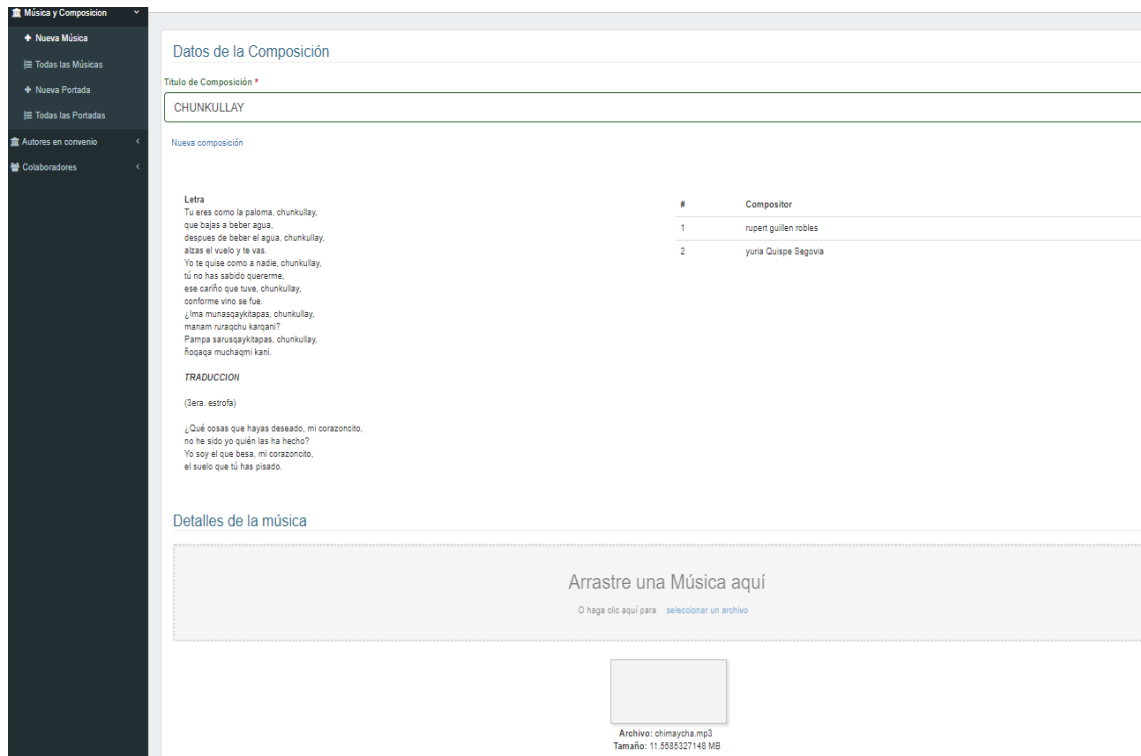 Música y Composicion
Nueva Música
Todas las Músicas
Nueva Portada
Todas las Portadas
Autores en convenio
Colaboradores
Datos de la Composición
Titulo de Composición *
CHUNKULLAY
Nueva composición
Letra
Tu eres como la paloma, chunkullay,
que bajas a beber agua,
despues de beber el agua, chunkullay,
alzas el vuelo y te vas.
Yo te quise como a nadie, chunkullay,
tú no has sabido quererme,
ese cariño que tuve, chunkullay,
conforme vino se fue.
¿Ima munasqaykitapas, chunkullay,
manam ruraqchu karqani?
Pampa sarusqaykitapas, chunkullay,
ñoqaqa muchaqmi kani.
TRADUCCION
(3era. estrofa)
¿Qué cosas que hayas deseado, mi corazoncito,
no he sido yo quién las ha hecho?
Yo soy el que besa, mi corazoncito,
el suelo que tú has pisado.
# Compositor
1 rupert guillen robles
2 yuria Quispe Segovia
Detalles de la música
Arrastre una Música aquí
O haga clic aquí para seleccionar un archivo
Archivo: chimaycha.mp3
Tamaño: 11.5585327148 MB